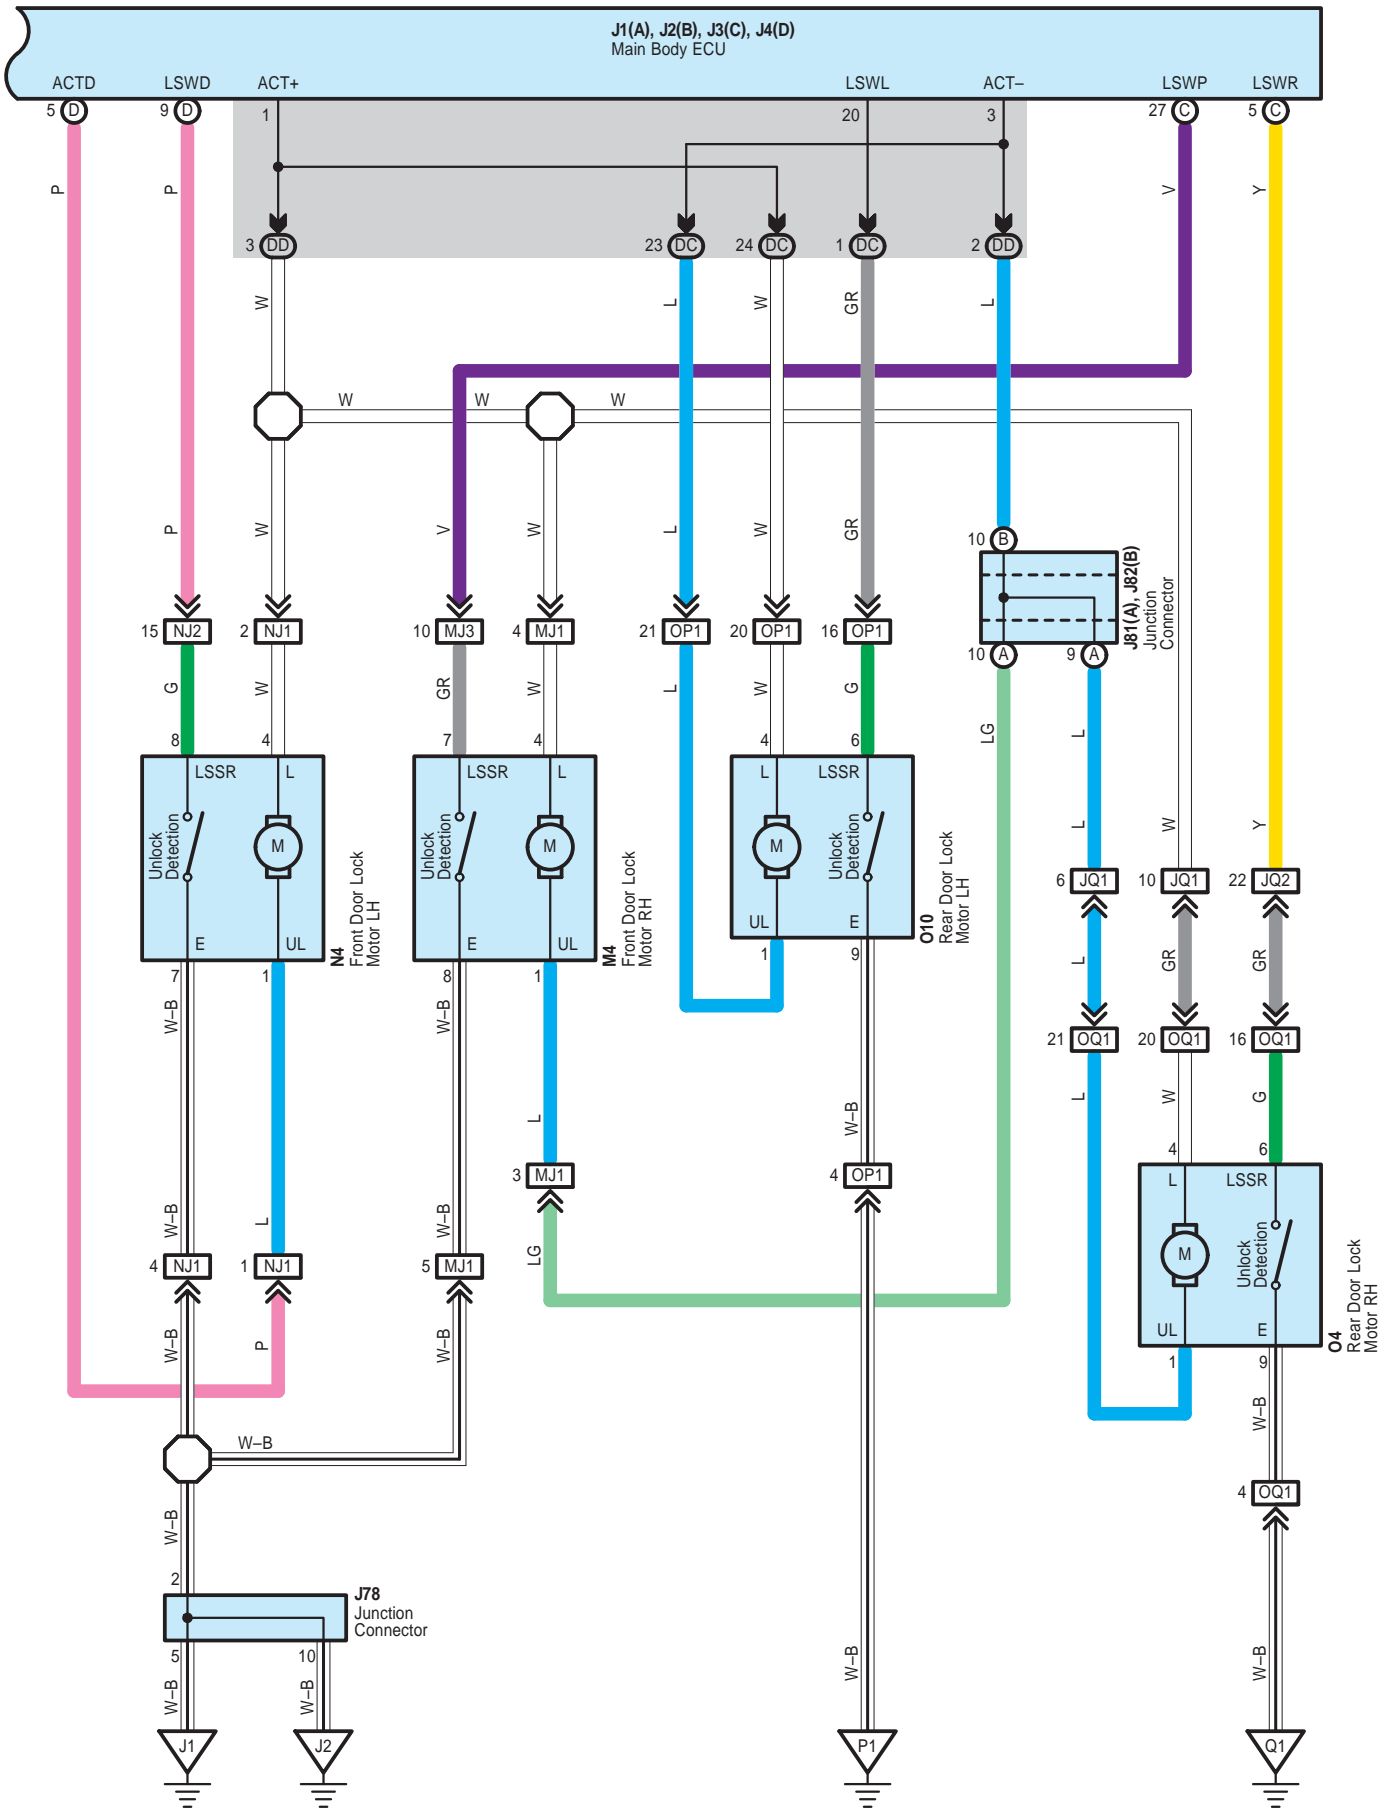 J1(A), J2(B), J3(C), J4(D)
Main Body ECU
ACTD LSWD ACT+ LSWL ACT– LSWP LSWR
5 D 9 D 1 20 3 27 C 5 C
P P V Y
3 DD 23 DC 24 DC 1 DC 2 DD
W L W GR L
W W W
P W V W L W GR
10 B
15 NJ2 2 NJ1 10 MJ3 4 MJ1 21 OP1 20 OP1 16 OP1
J81(A), J82(B)
Junction
Connector
10 A 9 A
G W GR W L W G LG L
8 4 7 4 4 6
LSSR L LSSR L L LSSR
Unlock
Detection
M
Unlock
Detection
M
M
Unlock
Detection
L W Y
6 JQ1 10 JQ1 22 JQ2
E UL E UL UL E
N4
Front Door Lock
Motor LH
M4
Front Door Lock
Motor RH
O10
Rear Door Lock
Motor LH
7 1 8 1 1 9
L GR GR
W–B W–B
21 OQ1 20 OQ1 16 OQ1
L W–B L W G
4 6
3 MJ1 4 OP1
L LSSR
W–B L W–B LG
M
Unlock
Detection
4 NJ1 1 NJ1 5 MJ1
UL E
O4
Rear Door Lock
Motor RH
W–B P W–B
1 9
W–B
W–B
4 OQ1
W–B
2
J78
Junction
Connector
5 10
W–B W–B W–B W–B
J1 J2 P1 Q1